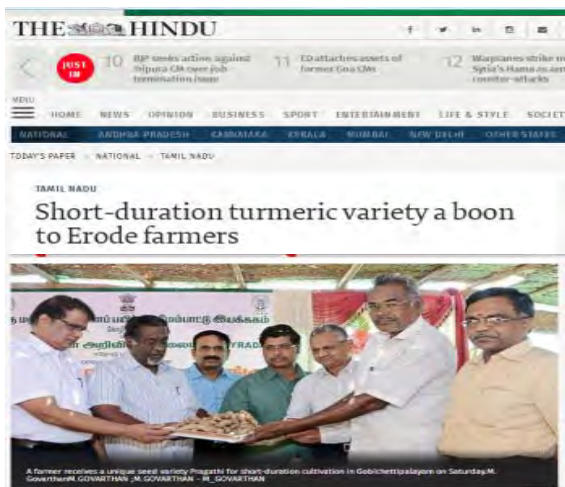 THE HINDU
JUST IN
10 BJP seeks action against Tripura CM over job termination issue
11 ED attaches assets of former Goa CMs
12 Warplanes strike
Syria's Hama as
counter-attacks
MENU
HOME NEWS OPINION BUSINESS SPORT ENTERTAINMENT LIFE & STYLE SOCIET
NATIONAL ANDHRA PRADESH KARNATAKA KERALA MUMBAI NEW DELHI OTHER STATES
TODAY'S PAPER NATIONAL TAMIL NADU
TAMIL NADU
Short-duration turmeric variety a boon
to Erode farmers
இயக்ககம்
A farmer receives a unique seed variety Pragathi for short-duration cultivation in Gobichettipalayam on Saturday.M.
GovarthanM.GOVARTHAN ;M.GOVARTHAN - M_GOVARTHAN